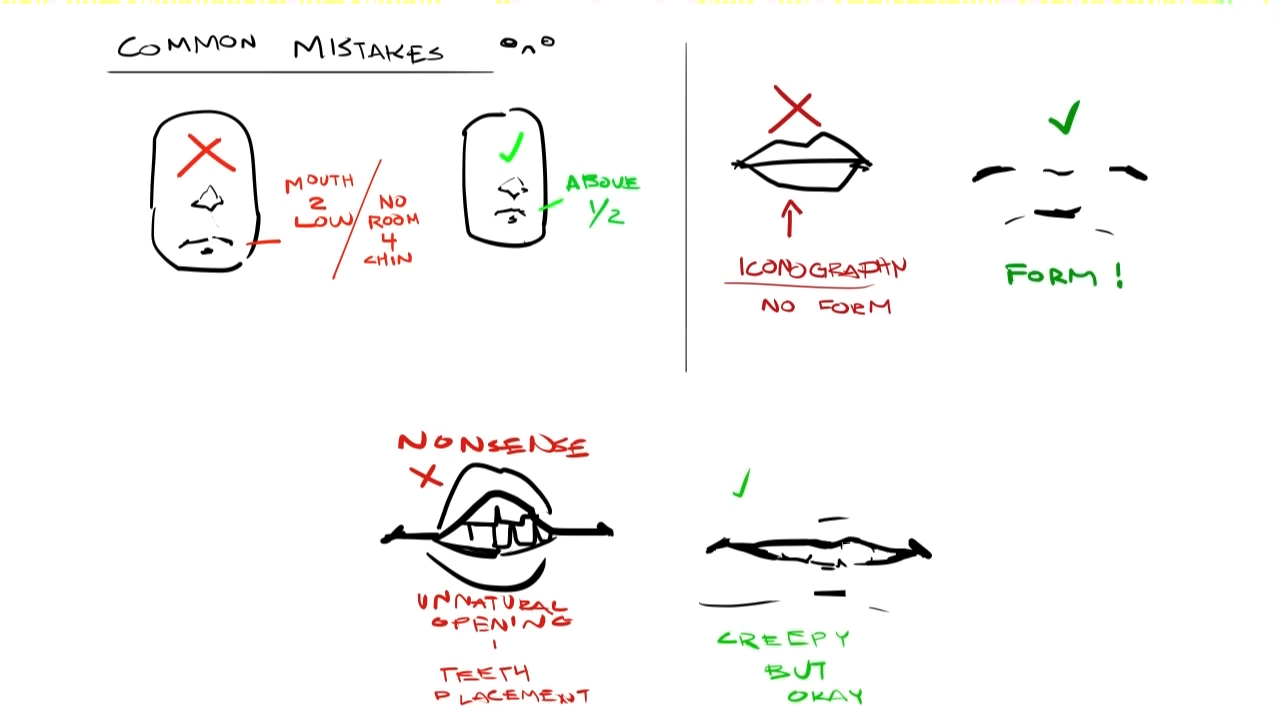 COMMON MISTAKES
MOUTH
2
LOW
NO
ROOM
4
CHIN
ABOVE
1/2
ICONOGRAPHY
NO FORM
FORM!
NONSENSE
UNNATURAL
OPENING
+
TEETH
PLACEMENT
CREEPY
BUT
OKAY